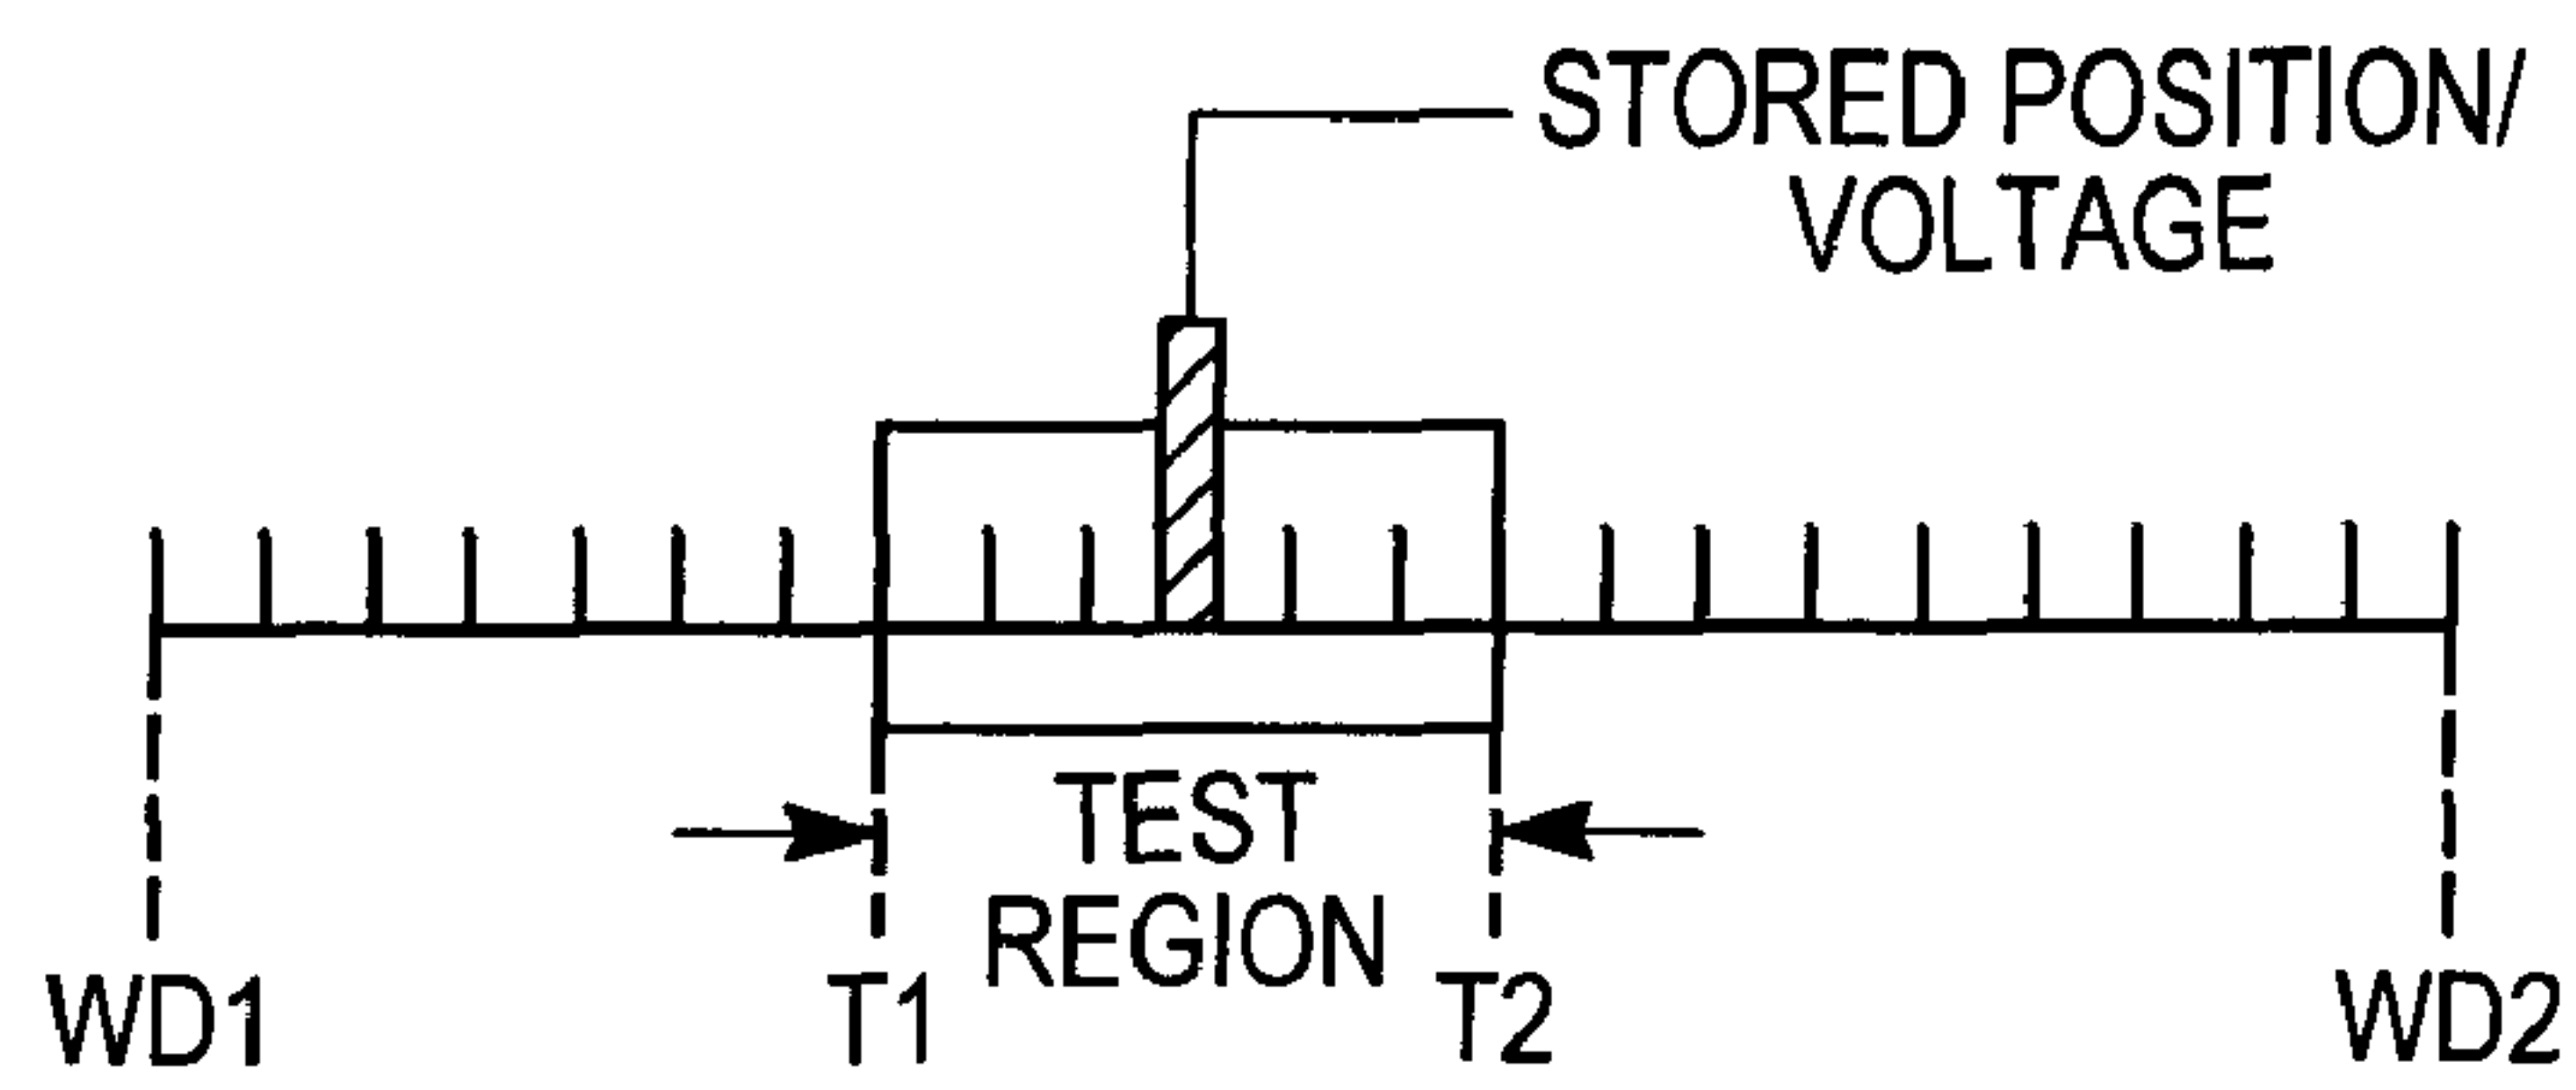 STORED POSITION/
VOLTAGE
TEST
REGION
WD1
T1
T2
WD2